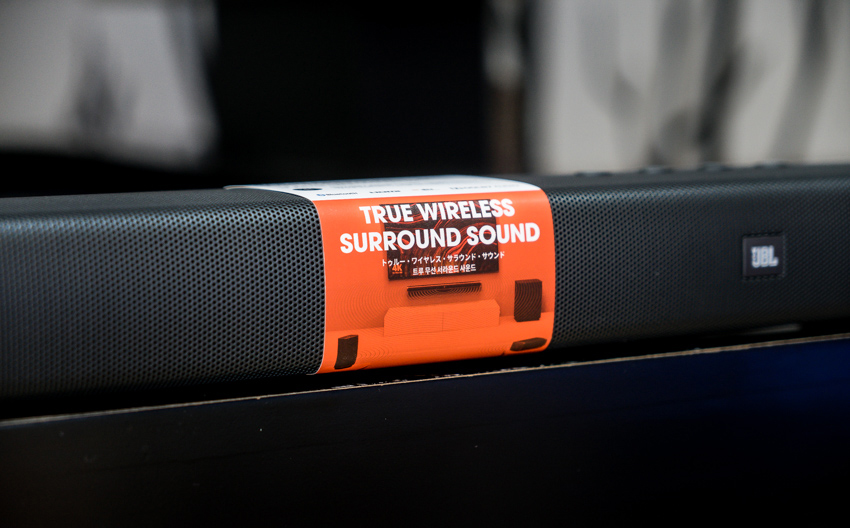 TRUE WIRELESS
SURROUND SOUND
トゥルー・ワイヤレス・サラウンド・サウンド
4K
트루 무선 서라운드 사운드
JBL